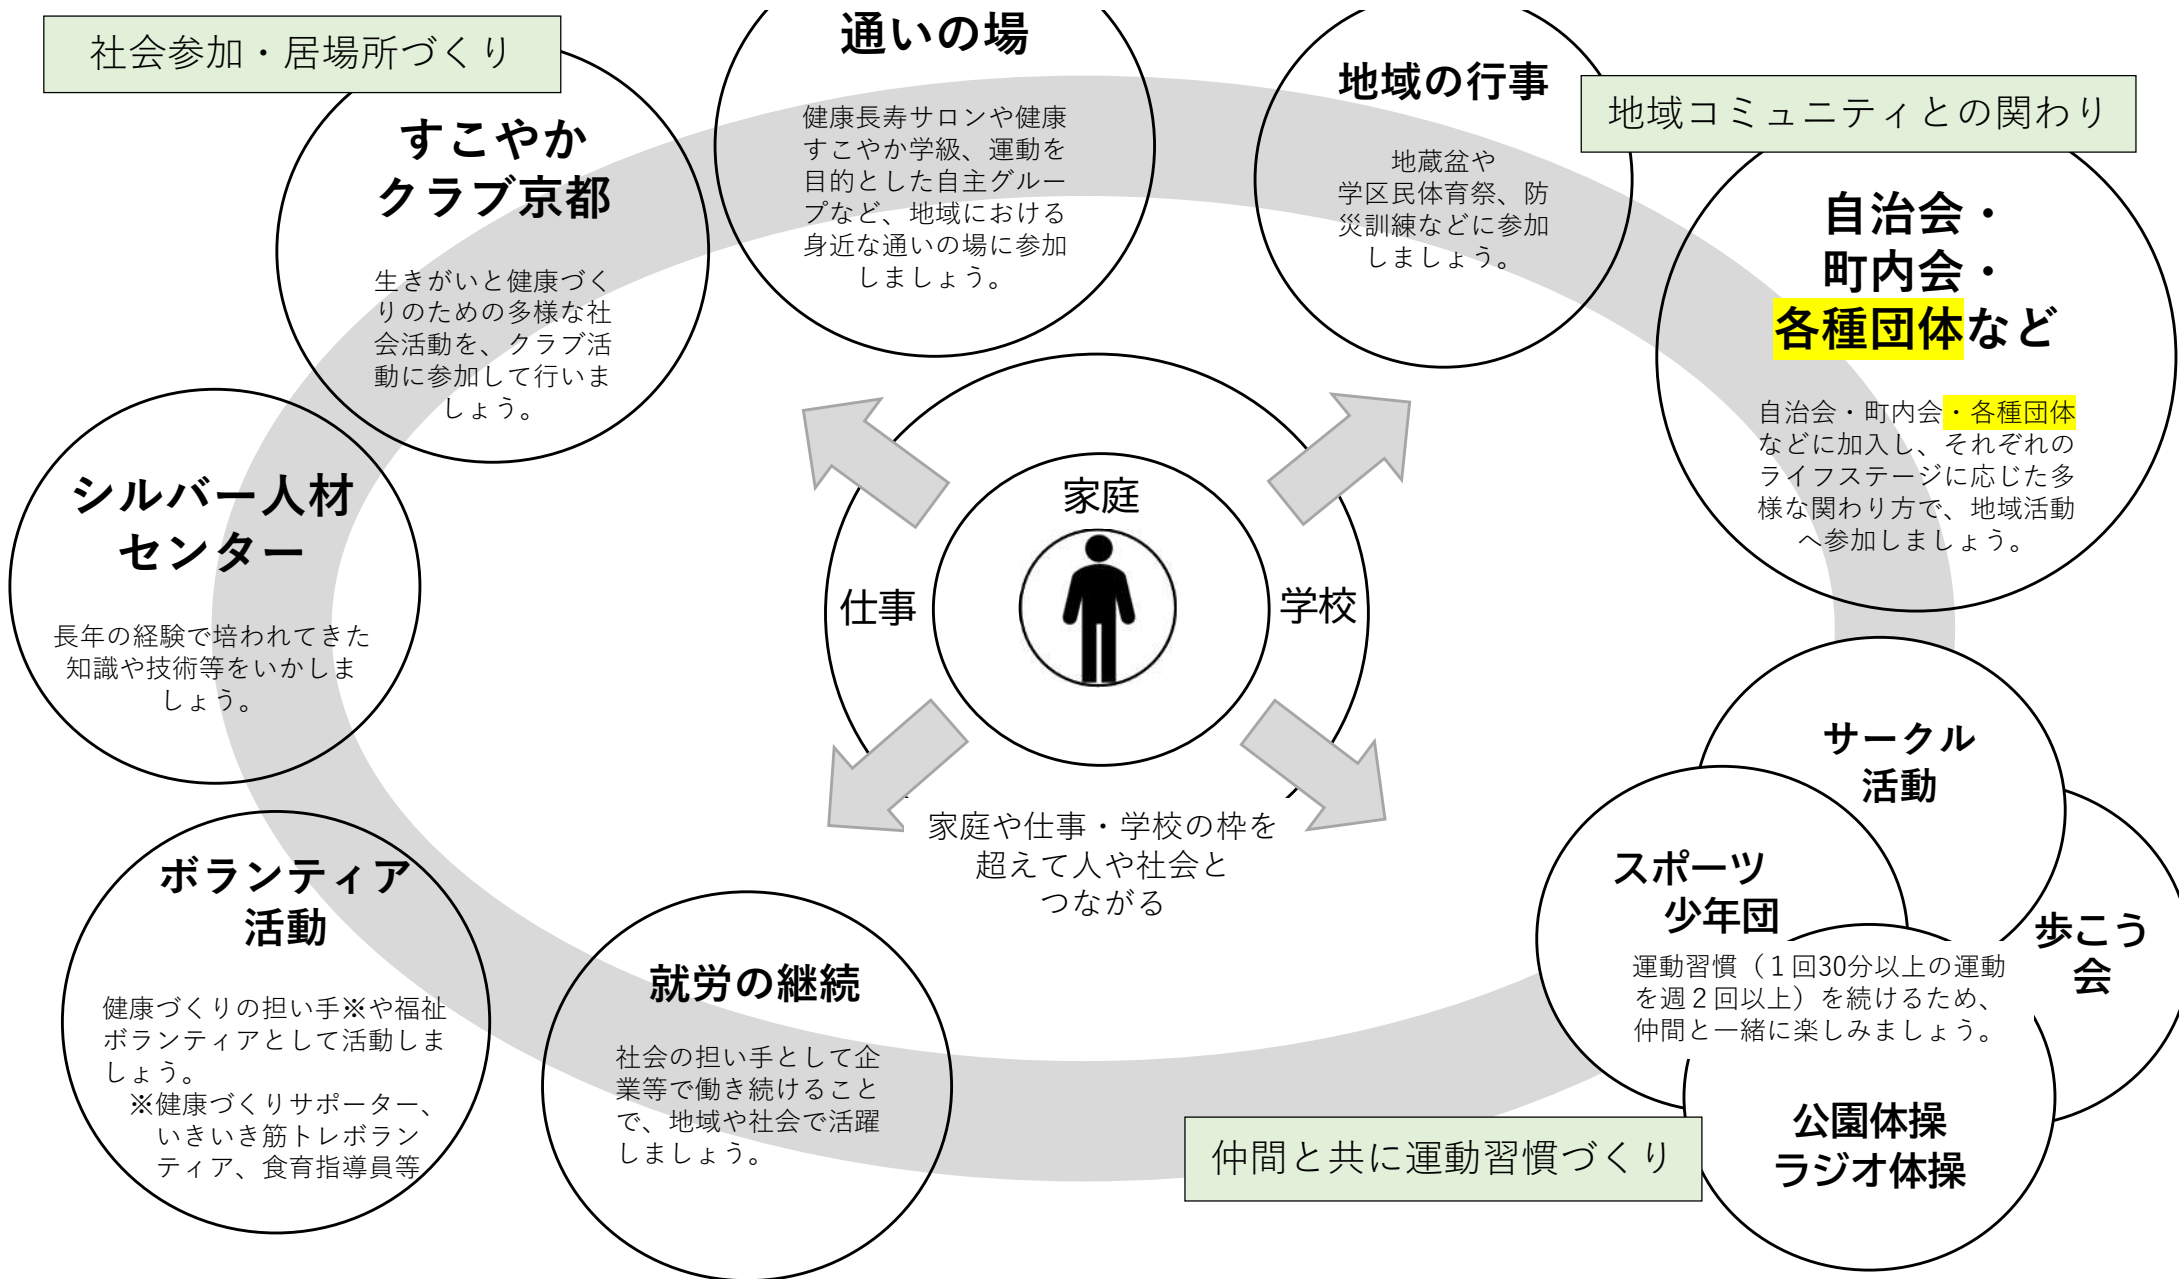 社会参加・居場所づくり
すこやか
クラブ京都
生きがいと健康づく
りのための多様な社
会活動を、クラブ活
動に参加して行いま
しょう。
通いの場
健康長寿サロンや健康
すこやか学級、運動を
目的とした自主グルー
プなど、地域における
身近な通いの場に参加
しましょう。
地域の行事
地蔵盆や
学区民体育祭、防
災訓練などに参加
しましょう。
地域コミュニティとの関わり
自治会・
町内会・
各種団体など
自治会・町内会・各種団体
などに加入し、それぞれの
ライフステージに応じた多
様な関わり方で、地域活動
へ参加しましょう。
シルバー人材
センター
長年の経験で培われてきた
知識や技術等をいかしま
しょう。
家庭
仕事
学校
家庭や仕事・学校の枠を
超えて人や社会と
つながる
サークル
活動
スポーツ
少年団
歩こう
会
運動習慣（１回30分以上の運動
を週２回以上）を続けるため、
仲間と一緒に楽しみましょう。
公園体操
ラジオ体操
仲間と共に運動習慣づくり
ボランティア
活動
健康づくりの担い手※や福祉
ボランティアとして活動しま
しょう。
※健康づくりサポーター、
いきいき筋トレボラン
ティア、食育指導員等
就労の継続
社会の担い手として企
業等で働き続けること
で、地域や社会で活躍
しましょう。